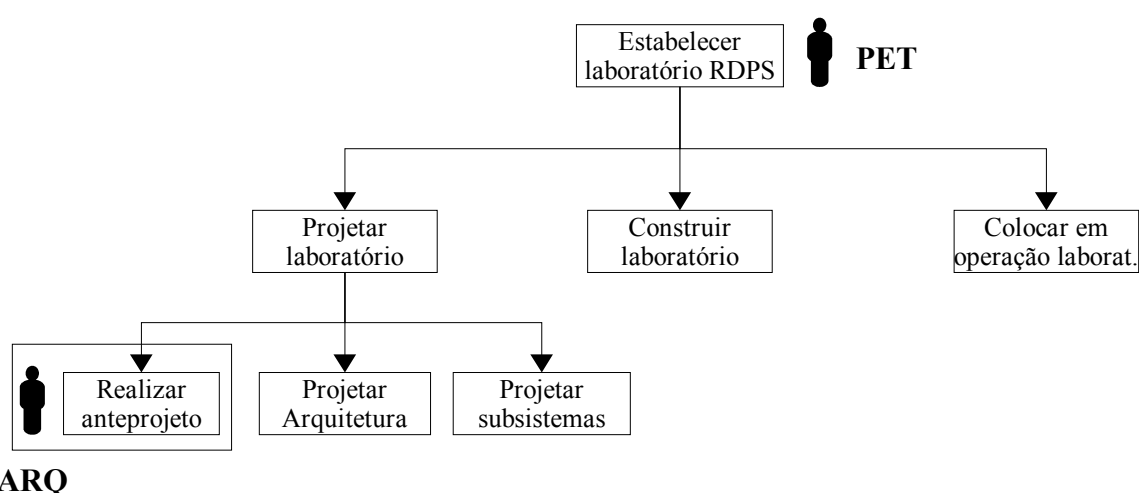 Estabelecer
laboratório RDPS
PET
Projetar
laboratório
Construir
laboratório
Colocar em
operação laborat.
Realizar
anteprojeto
Projetar
Arquitetura
Projetar
subsistemas
ARQ